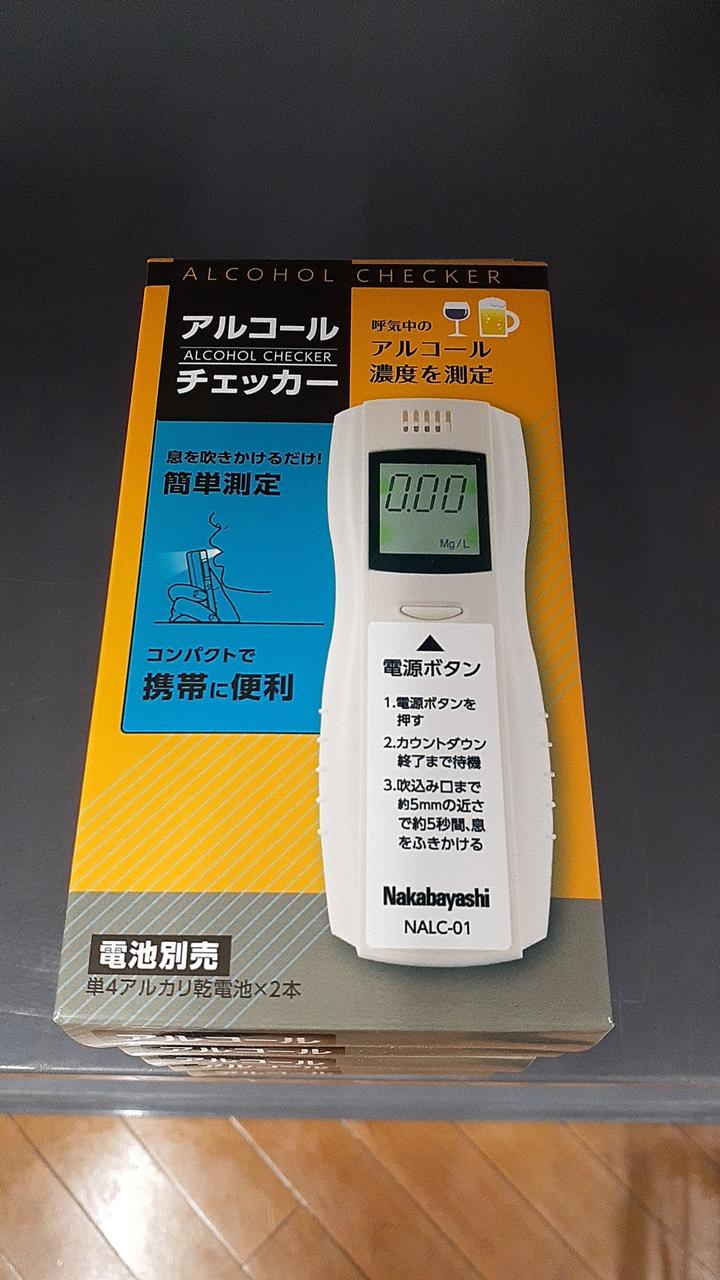 ALCOHOL CHECKER
アルコール
ALCOHOL CHECKER
チェッカー
呼気中の
アルコール
濃度を測定
息を吹きかけるだけ!
簡単測定
コンパクトで
携帯に便利
0.00
Mg/L
電源ボタン
1.電源ボタンを
押す
2.カウントダウン
終了まで待機
3.吹込み口まで
約5mmの近さ
で約5秒間、息
をふきかける
Nakabayashi
NALC-01
電池別売
単4アルカリ乾電池×2本